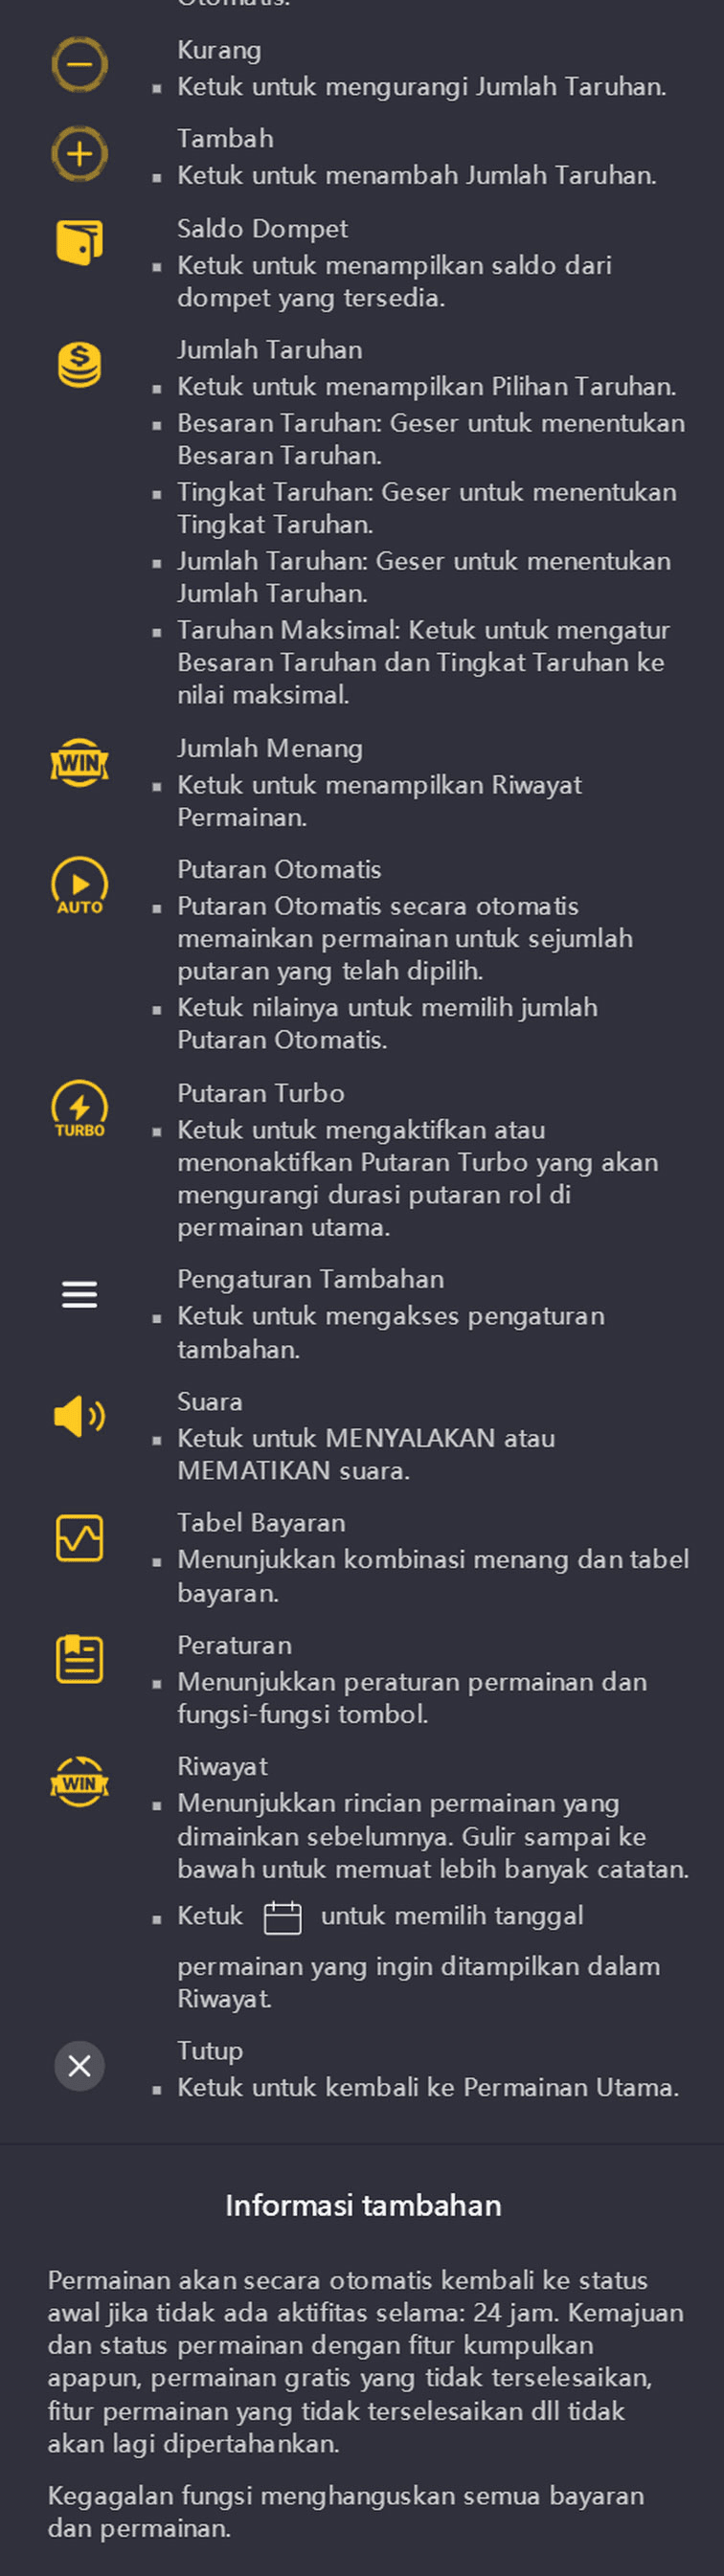 Otomatis.
Kurang
▪ Ketuk untuk mengurangi Jumlah Taruhan.
Tambah
▪ Ketuk untuk menambah Jumlah Taruhan.
Saldo Dompet
▪ Ketuk untuk menampilkan saldo dari
dompet yang tersedia.
Jumlah Taruhan
▪ Ketuk untuk menampilkan Pilihan Taruhan.
▪ Besaran Taruhan: Geser untuk menentukan
Besaran Taruhan.
▪ Tingkat Taruhan: Geser untuk menentukan
Tingkat Taruhan.
▪ Jumlah Taruhan: Geser untuk menentukan
Jumlah Taruhan.
▪ Taruhan Maksimal: Ketuk untuk mengatur
Besaran Taruhan dan Tingkat Taruhan ke
nilai maksimal.
WIN
Jumlah Menang
▪ Ketuk untuk menampilkan Riwayat
Permainan.
AUTO
Putaran Otomatis
▪ Putaran Otomatis secara otomatis
memainkan permainan untuk sejumlah
putaran yang telah dipilih.
▪ Ketuk nilainya untuk memilih jumlah
Putaran Otomatis.
TURBO
Putaran Turbo
▪ Ketuk untuk mengaktifkan atau
menonaktifkan Putaran Turbo yang akan
mengurangi durasi putaran rol di
permainan utama.
Pengaturan Tambahan
▪ Ketuk untuk mengakses pengaturan
tambahan.
Suara
▪ Ketuk untuk MENYALAKAN atau
MEMATIKAN suara.
Tabel Bayaran
▪ Menunjukkan kombinasi menang dan tabel
bayaran.
Peraturan
▪ Menunjukkan peraturan permainan dan
fungsi-fungsi tombol.
WIN
Riwayat
▪ Menunjukkan rincian permainan yang
dimainkan sebelumnya. Gulir sampai ke
bawah untuk memuat lebih banyak catatan.
▪ Ketuk untuk memilih tanggal
permainan yang ingin ditampilkan dalam
Riwayat.
Tutup
▪ Ketuk untuk kembali ke Permainan Utama.
Informasi tambahan
Permainan akan secara otomatis kembali ke status
awal jika tidak ada aktifitas selama: 24 jam. Kemajuan
dan status permainan dengan fitur kumpulkan
apapun, permainan gratis yang tidak terselesaikan,
fitur permainan yang tidak terselesaikan dll tidak
akan lagi dipertahankan.
Kegagalan fungsi menghanguskan semua bayaran
dan permainan.